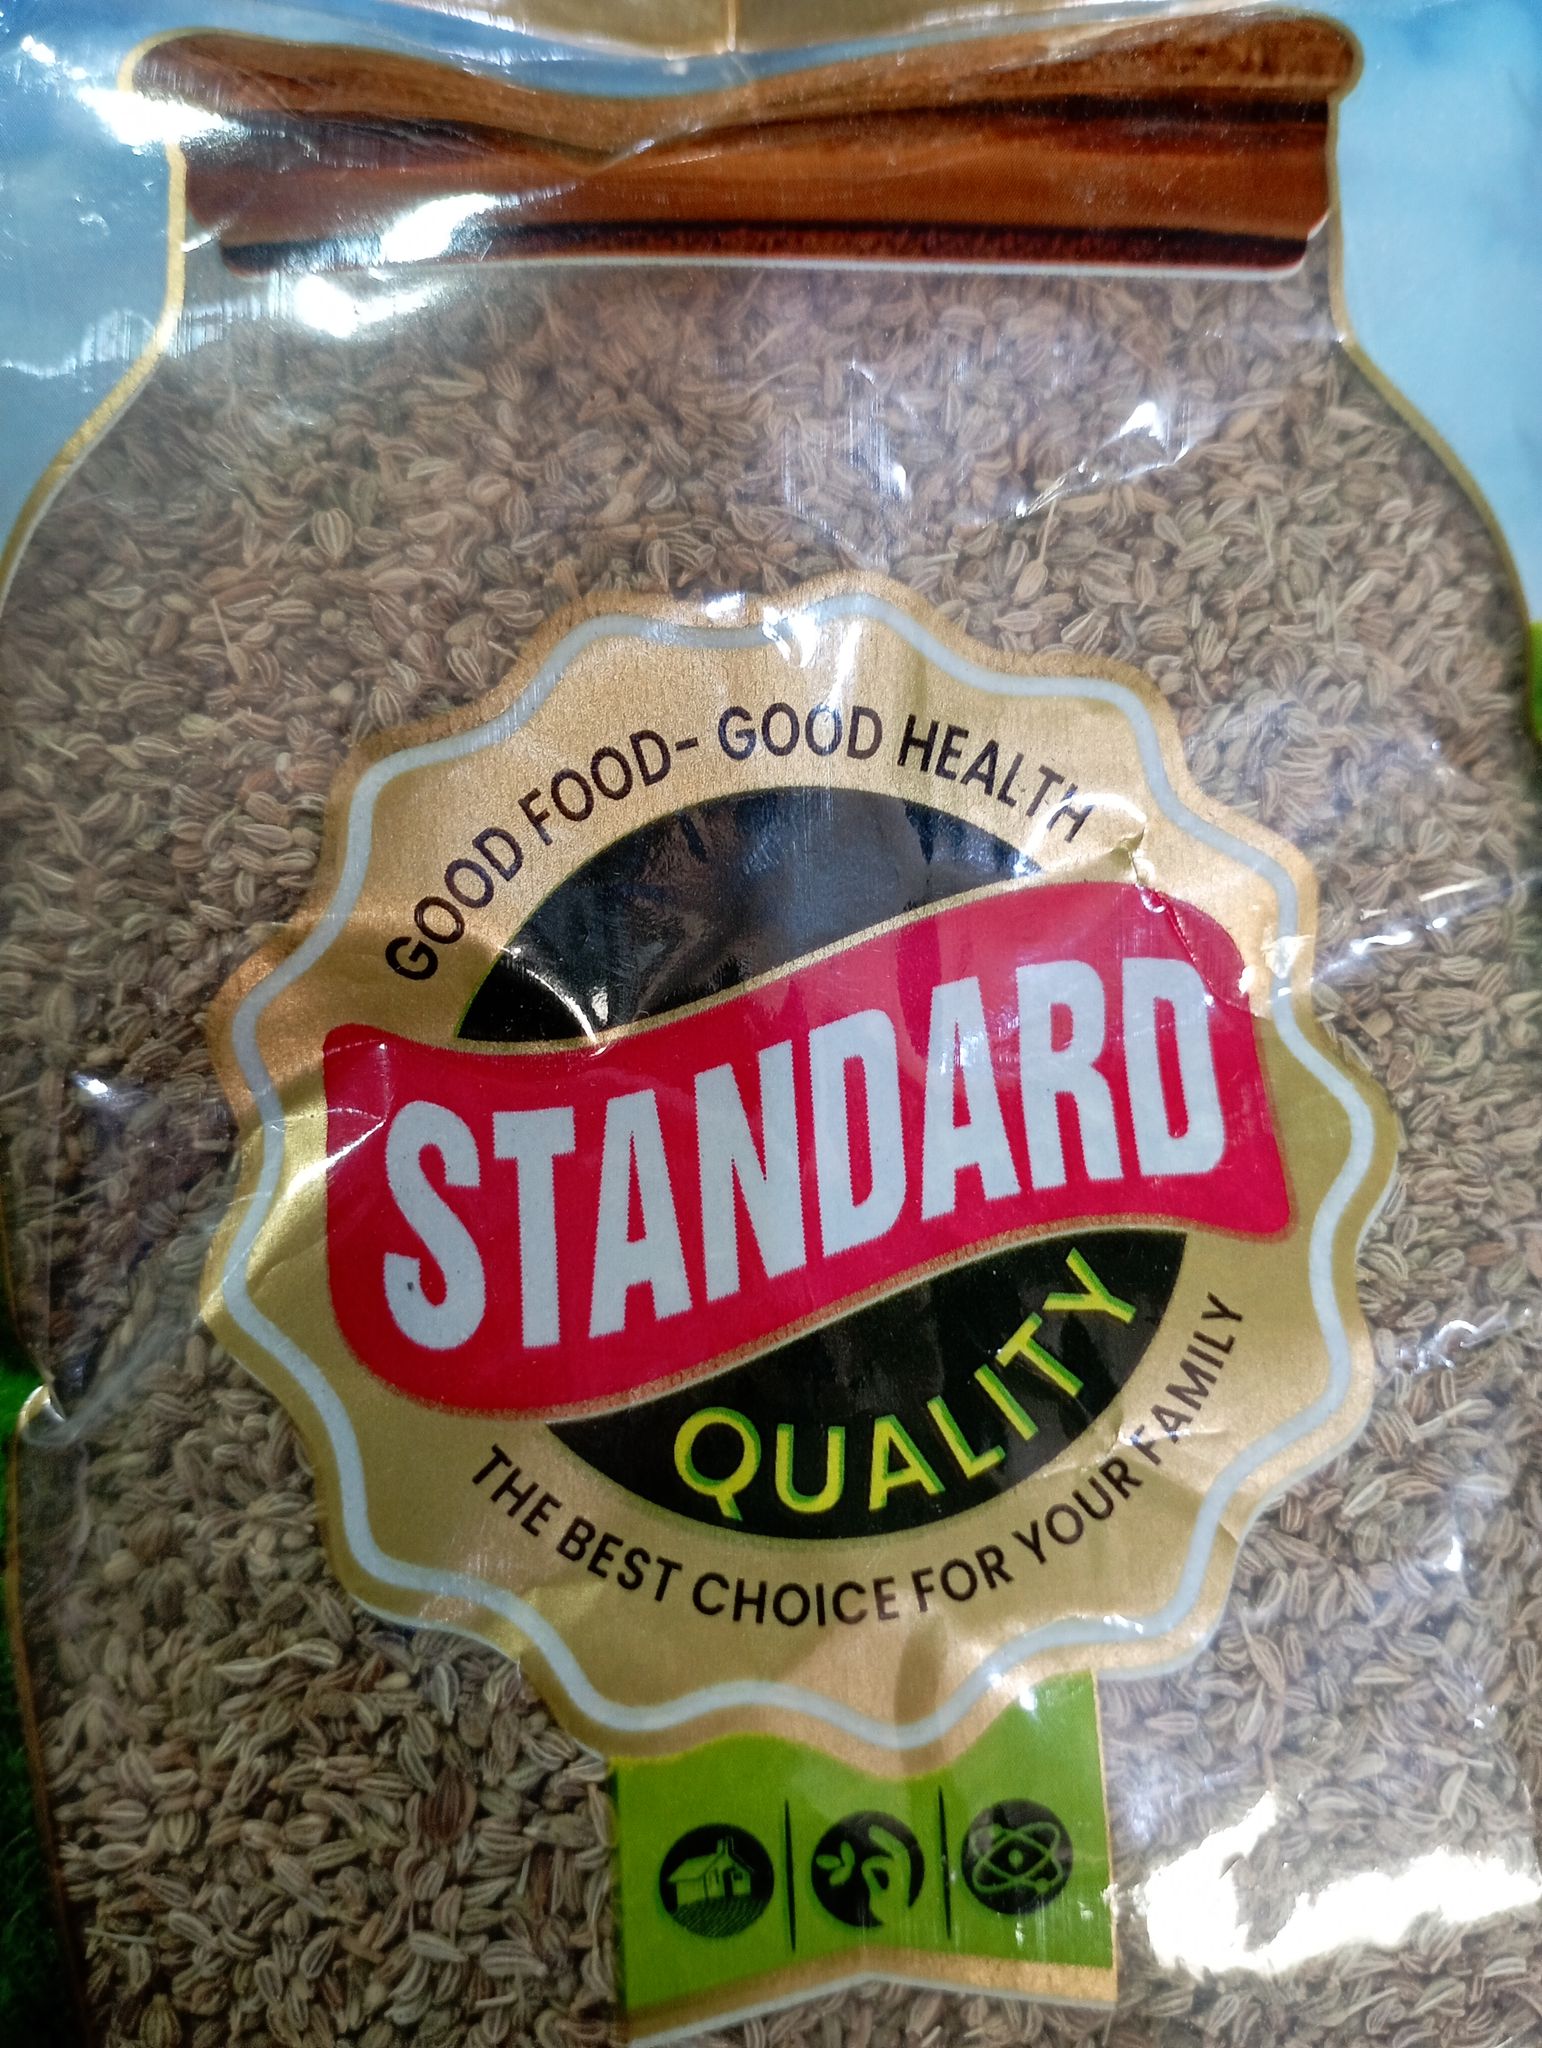 GOOD FOOD- GOOD HEALTH
STANDARD
QUALITY
THE BEST CHOICE FOR YOUR FAMILY